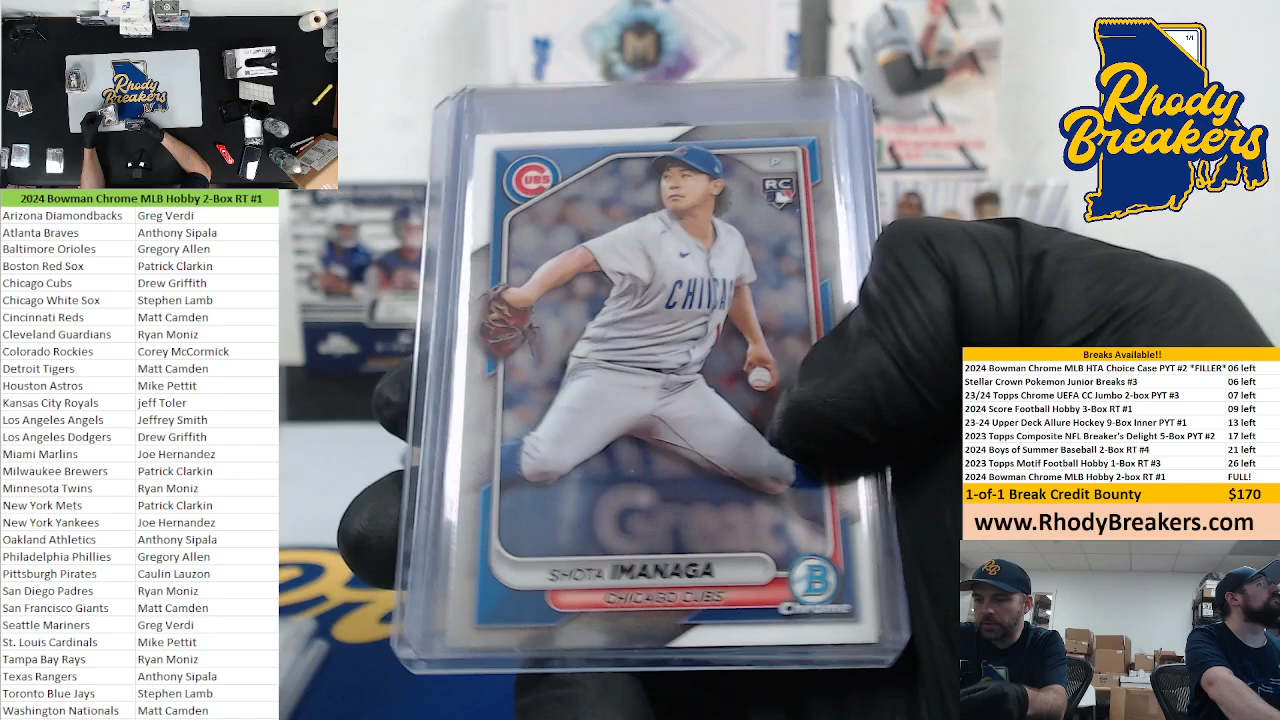 Rhody
Breakers
2024 Bowman Chrome MLB Hobby 2-Box RT #1
Arizona Diamondbacks Greg Verdi
Atlanta Braves Anthony Sipala
Baltimore Orioles Gregory Allen
Boston Red Sox Patrick Clarkin
Chicago Cubs Drew Griffith
Chicago White Sox Stephen Lamb
Cincinnati Reds Matt Camden
Cleveland Guardians Ryan Moniz
Colorado Rockies Corey McCormick
Detroit Tigers Matt Camden
Houston Astros Mike Pettit
Kansas City Royals jeff Toler
Los Angeles Angels Jeffrey Smith
Los Angeles Dodgers Drew Griffith
Miami Marlins Joe Hernandez
Milwaukee Brewers Patrick Clarkin
Minnesota Twins Ryan Moniz
New York Mets Patrick Clarkin
New York Yankees Joe Hernandez
Oakland Athletics Anthony Sipala
Philadelphia Phillies Gregory Allen
Pittsburgh Pirates Caulin Lauzon
San Diego Padres Ryan Moniz
San Francisco Giants Matt Camden
Seattle Mariners Greg Verdi
St. Louis Cardinals Mike Pettit
Tampa Bay Rays Ryan Moniz
Texas Rangers Anthony Sipala
Toronto Blue Jays Stephen Lamb
Washington Nationals Matt Camden
CUBS
P
RC
CHICA
SHOTA IMANAGA
CHICAGO CUBS
B
Chrome
1/1
Rhody
Breakers
Breaks Available!!
2024 Bowman Chrome MLB HTA Choice Case PYT #2 *FILLER* 06 left
Stellar Crown Pokemon Junior Breaks #3 06 left
23/24 Topps Chrome UEFA CC Jumbo 2-box PYT #3 07 left
2024 Score Football Hobby 3-Box RT #1 09 left
23-24 Upper Deck Allure Hockey 9-Box Inner PYT #1 13 left
2023 Topps Composite NFL Breaker's Delight 5-Box PYT #2 17 left
2024 Boys of Summer Baseball 2-Box RT #4 21 left
2023 Topps Motif Football Hobby 1-Box RT #3 26 left
2024 Bowman Chrome MLB Hobby 2-box RT #1 FULL!
1-of-1 Break Credit Bounty $170
www.RhodyBreakers.com